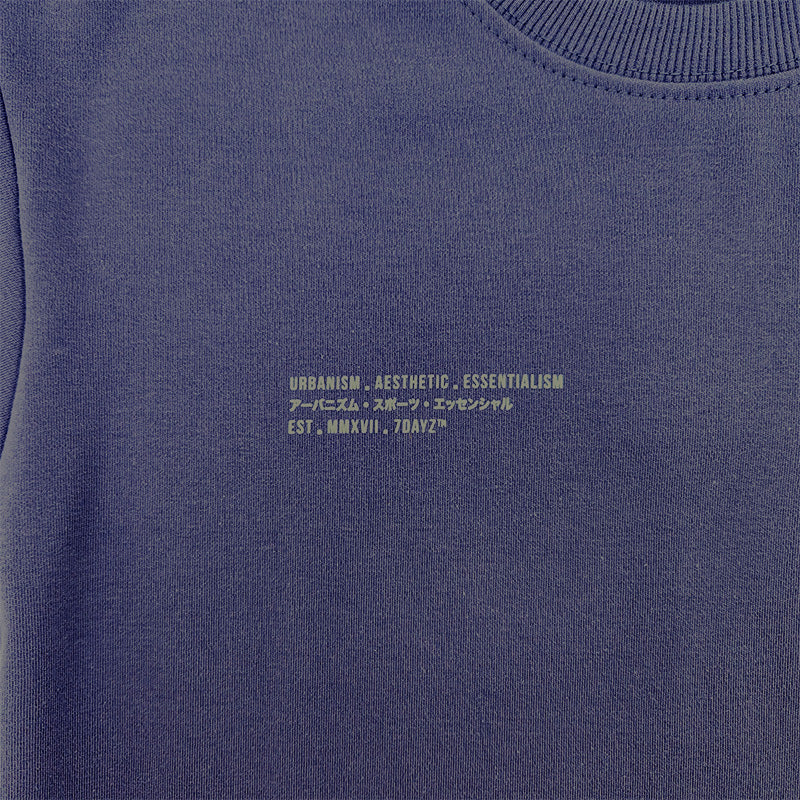 URBANISM . AESTHETIC . ESSENTIALISM
アーバニズム・スポーツ・エッセンシャル
EST . MMXVII . 7DAYZ™